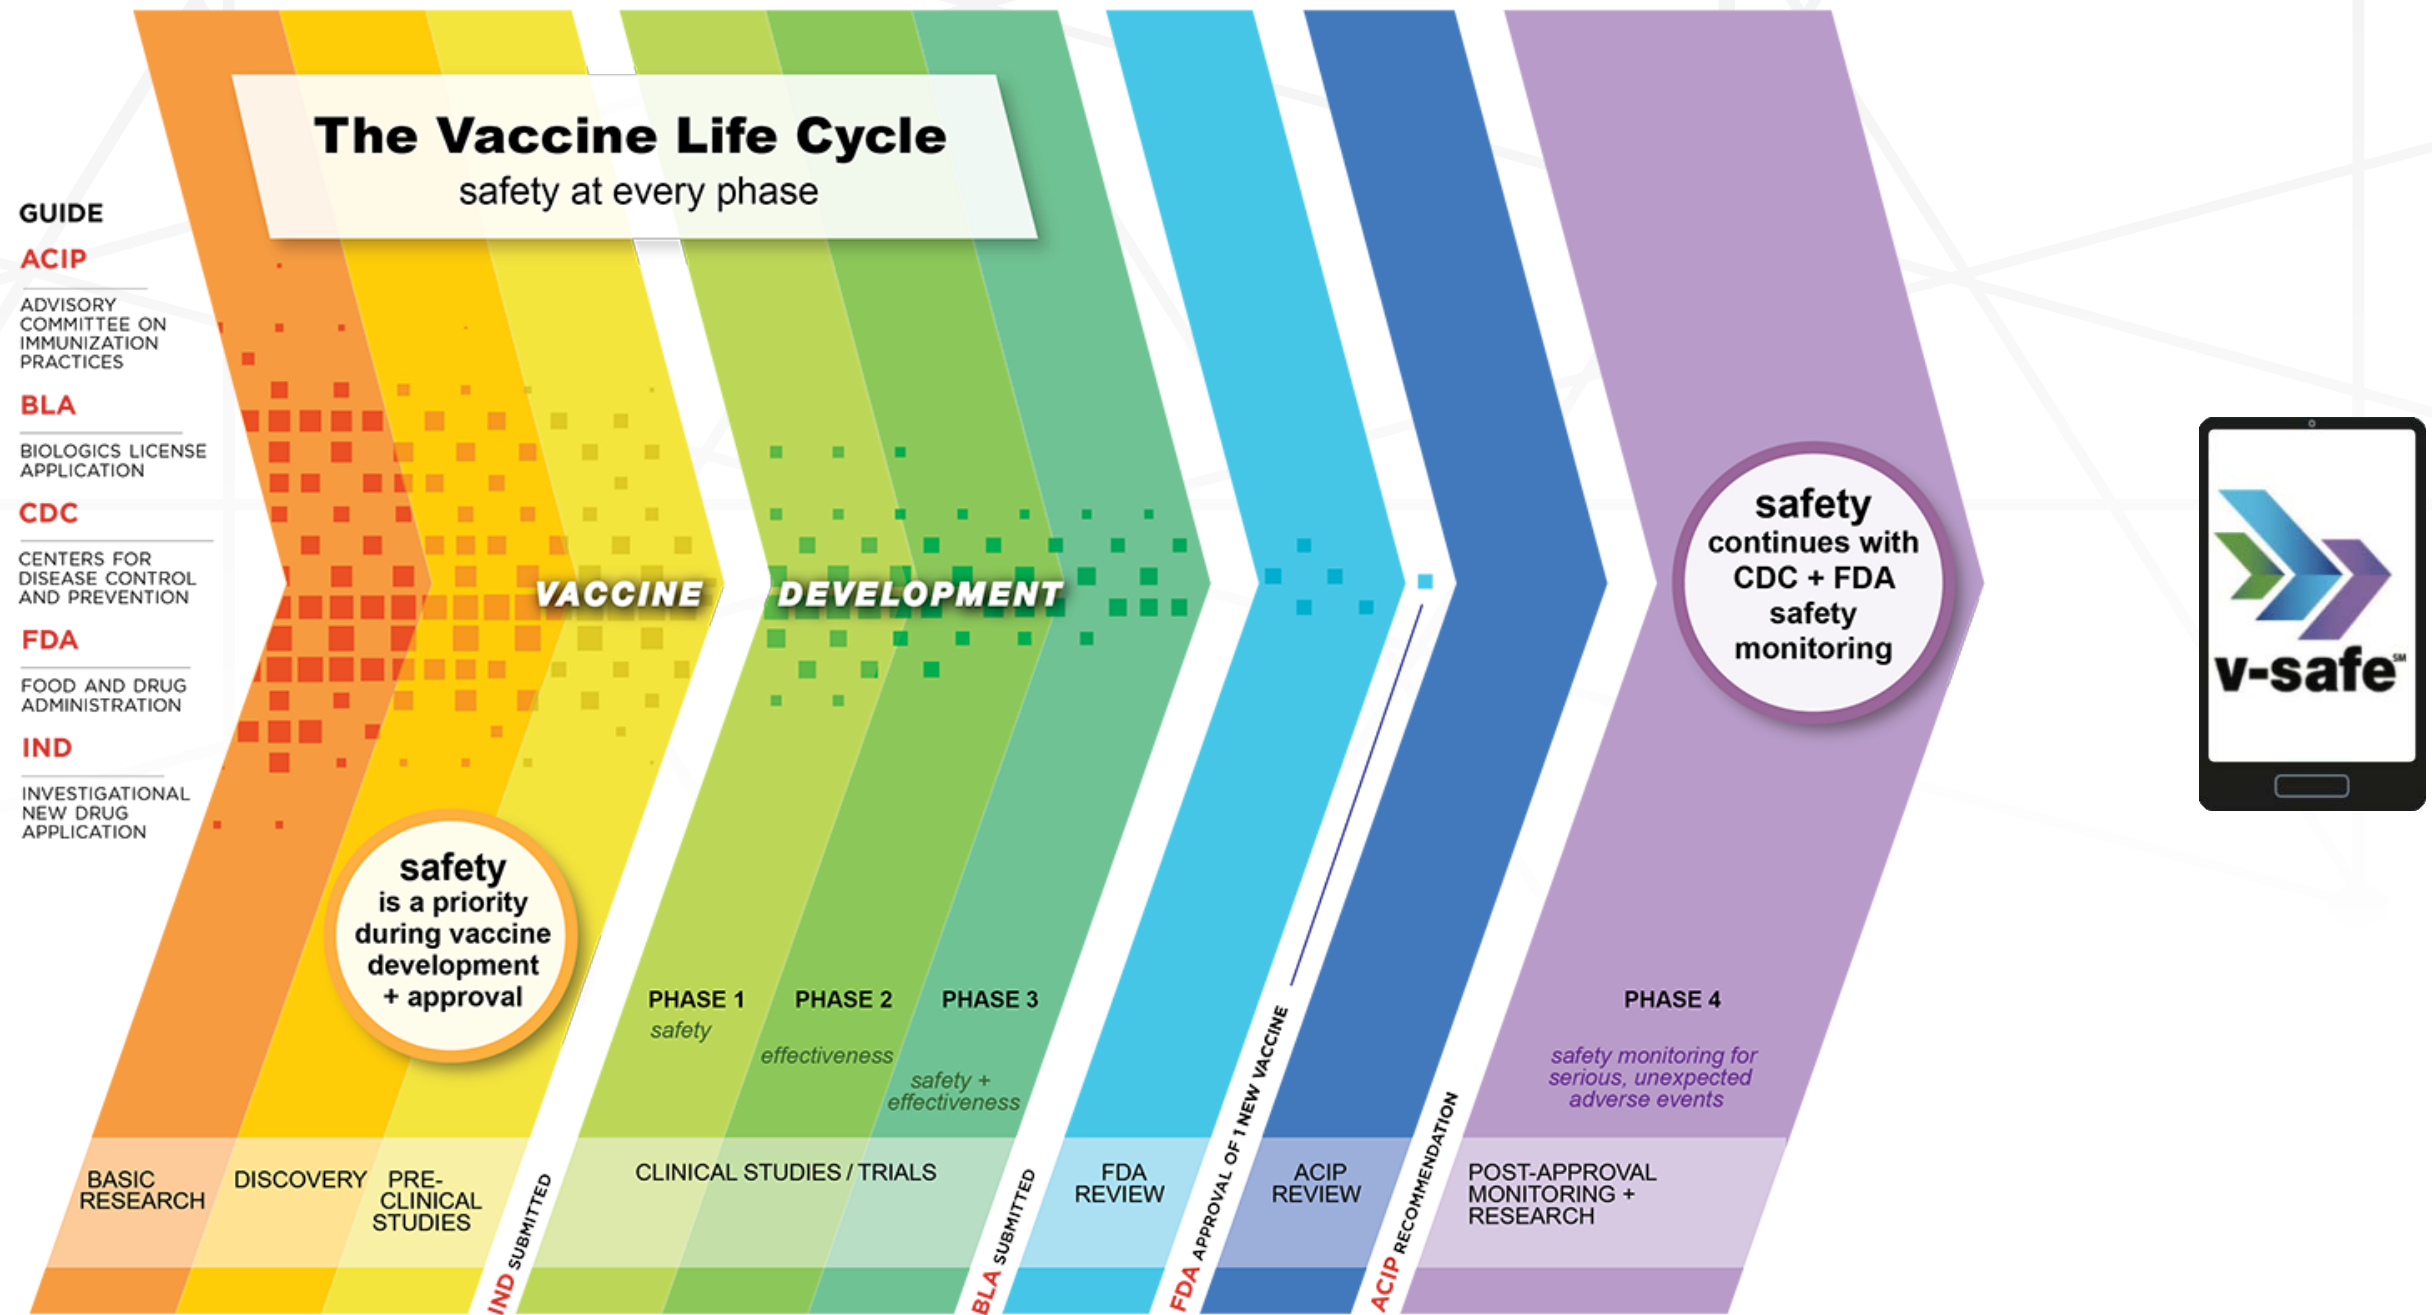 The Vaccine Life Cycle
safety at every phase
GUIDE
ACIP
ADVISORY
COMMITTEE ON
IMMUNIZATION
PRACTICES
BLA
BIOLOGICS LICENSE
APPLICATION
CDC
CENTERS FOR
DISEASE CONTROL
AND PREVENTION
FDA
FOOD AND DRUG
ADMINISTRATION
IND
INVESTIGATIONAL
NEW DRUG
APPLICATION
VACCINE DEVELOPMENT
safety
is a priority
during vaccine
development
+ approval
safety
continues with
CDC + FDA
safety
monitoring
v-safe℠
PHASE 1
safety
PHASE 2
effectiveness
PHASE 3
safety +
effectiveness
PHASE 4
safety monitoring for
serious, unexpected
adverse events
BASIC
RESEARCH
DISCOVERY
PRE-
CLINICAL
STUDIES
IND SUBMITTED
CLINICAL STUDIES / TRIALS
BLA SUBMITTED
FDA
REVIEW
FDA APPROVAL OF 1 NEW VACCINE
ACIP
REVIEW
ACIP RECOMMENDATION
POST-APPROVAL
MONITORING +
RESEARCH